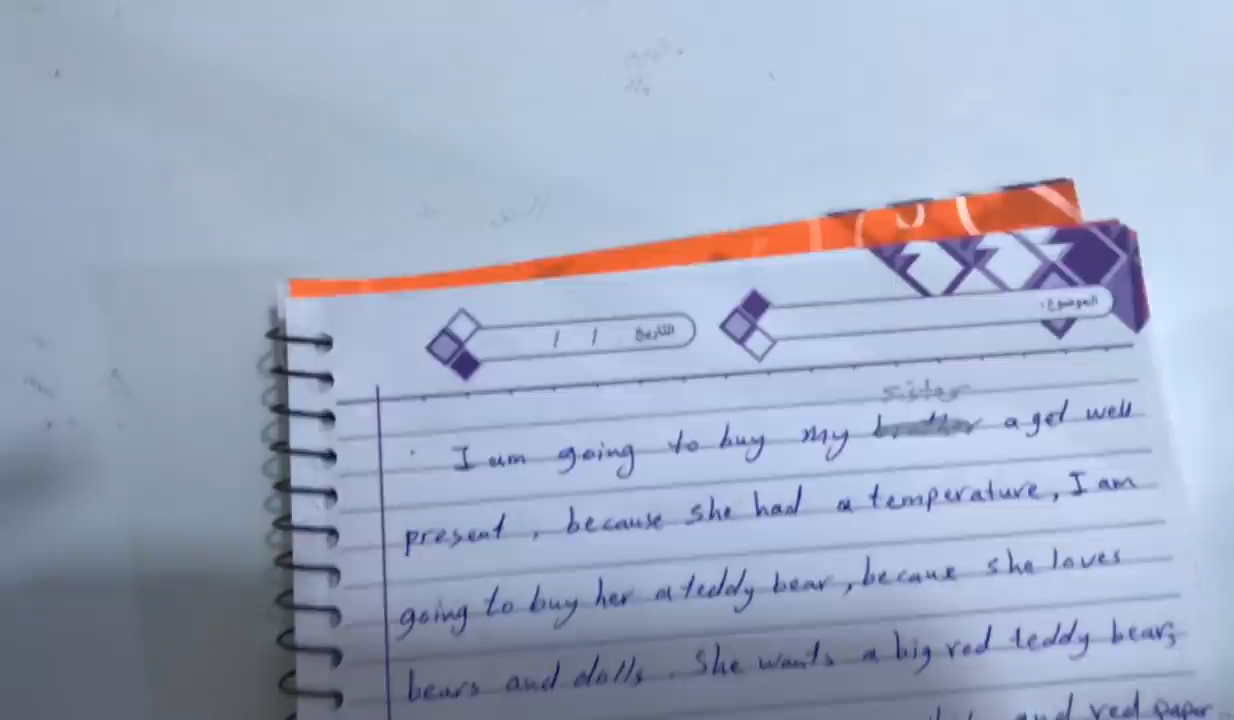 التاريخ / /
الموضوع:
sister
I am going to buy my brother a get well
present, because she had a temperature, I am
going to buy her a teddy bear, becaue she loves
bears and dolls. She wants a big red teddy bear,
and red paper